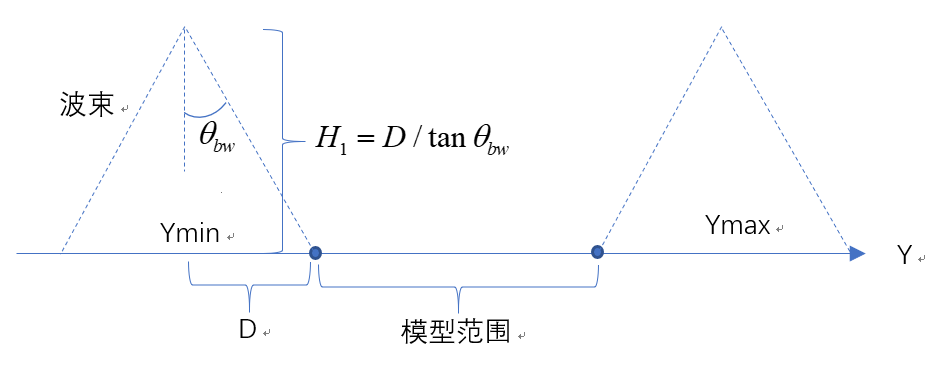 波束
θbw
H1 = D / tan θbw
Ymin
Ymax
Y
D
模型范围